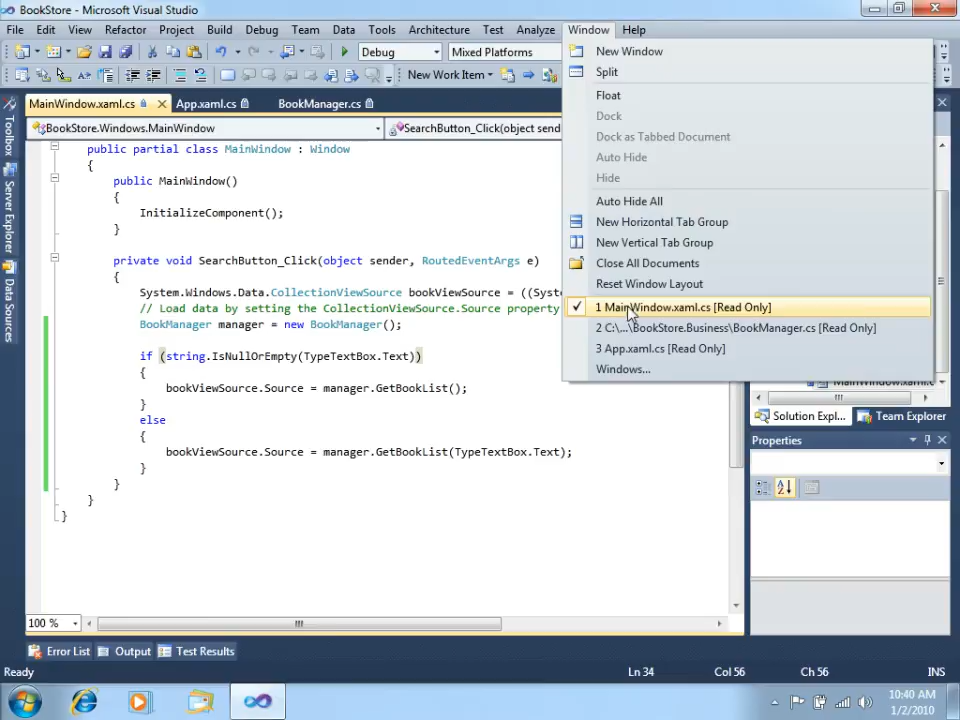 BookStore - Microsoft Visual Studio
File Edit View Refactor Project Build Debug Team Data Tools Architecture Test Analyze Window Help
Debug Mixed Platforms
New Work Item
MainWindow.xaml.cs App.xaml.cs BookManager.cs
BookStore.Windows.MainWindow SearchButton_Click(object send
Toolbox
Server Explorer
Data Sources
public partial class MainWindow : Window
{
public MainWindow()
{
InitializeComponent();
}
private void SearchButton_Click(object sender, RoutedEventArgs e)
{
System.Windows.Data.CollectionViewSource bookViewSource = ((Syst
// Load data by setting the CollectionViewSource.Source property
BookManager manager = new BookManager();
if (string.IsNullOrEmpty(TypeTextBox.Text))
{
bookViewSource.Source = manager.GetBookList();
}
else
{
bookViewSource.Source = manager.GetBookList(TypeTextBox.Text);
}
}
}
}
New Window
Split
Float
Dock
Dock as Tabbed Document
Auto Hide
Hide
Auto Hide All
New Horizontal Tab Group
New Vertical Tab Group
Close All Documents
Reset Window Layout
1 MainWindow.xaml.cs [Read Only]
2 C:\...\BookStore.Business\BookManager.cs [Read Only]
3 App.xaml.cs [Read Only]
Windows...
MainWindow.xaml.c
Solution Expl... Team Explorer
Properties
100 %
Error List Output Test Results
Ready Ln 34 Col 56 Ch 56 INS
10:40 AM
1/2/2010